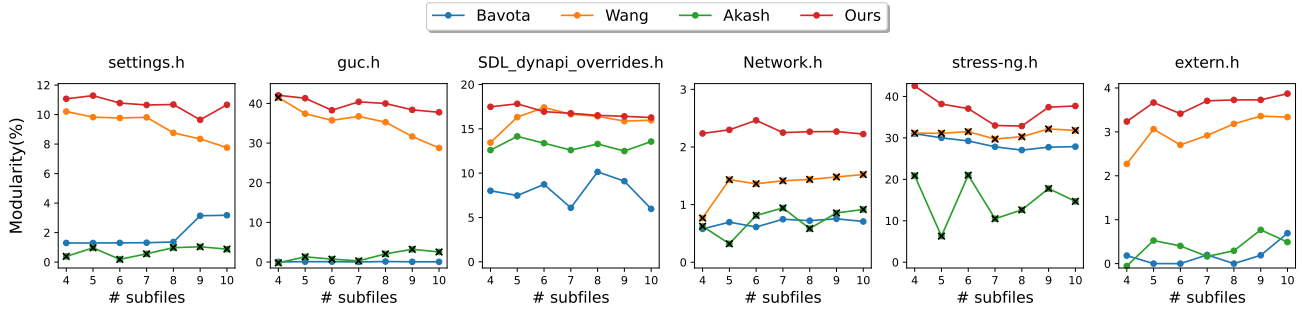 Bavota Wang Akash Ours
settings.h guc.h SDL_dynapi_overrides.h Network.h stress-ng.h extern.h
Modularity(%)
12
10
8
6
4
2
0
4 5 6 7 8 9 10
# subfiles
40
30
20
10
0
4 5 6 7 8 9 10
# subfiles
20
15
10
5
0
4 5 6 7 8 9 10
# subfiles
3
2
1
0
4 5 6 7 8 9 10
# subfiles
40
30
20
10
0
4 5 6 7 8 9 10
# subfiles
4
3
2
1
0
4 5 6 7 8 9 10
# subfiles